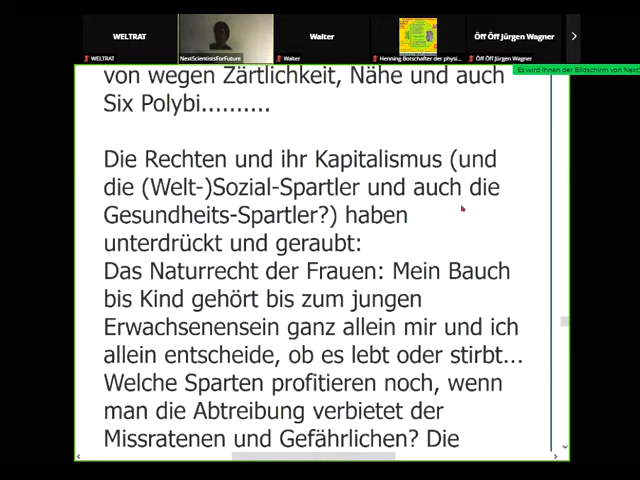 WELTRAT
Walter
Öff Öff Jürgen Wagner
WELTRAT
NextScientistsForFuture
Walter
Henning Botschafter der physi...
Öff Öff Jürgen Wagner
Es wird Ihnen der Bildschirm von Next
von wegen Zärtlichkeit, Nähe und auch
Six Polybi..........
Die Rechten und ihr Kapitalismus (und
die (Welt-)Sozial-Spartler und auch die
Gesundheits-Spartler?) haben
unterdrückt und geraubt:
Das Naturrecht der Frauen: Mein Bauch
bis Kind gehört bis zum jungen
Erwachsenensein ganz allein mir und ich
allein entscheide, ob es lebt oder stirbt...
Welche Sparten profitieren noch, wenn
man die Abtreibung verbietet der
Missratenen und Gefährlichen? Die